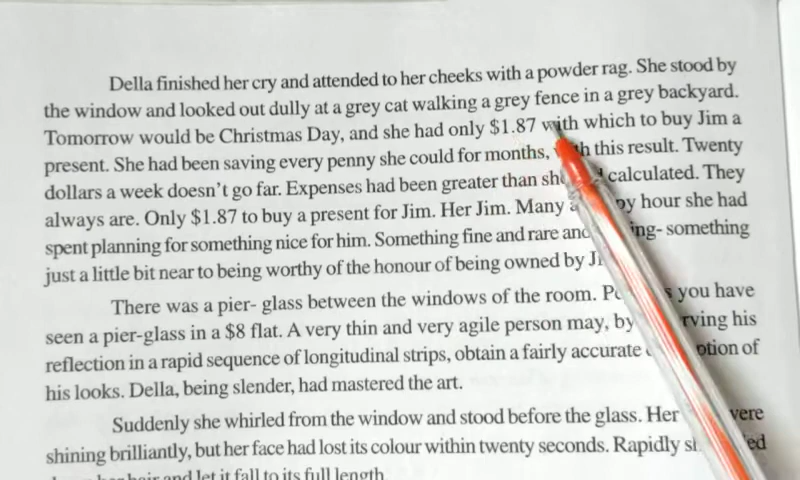 Della finished her cry and attended to her cheeks with a powder rag. She stood by
the window and looked out dully at a grey cat walking a grey fence in a grey backyard.
Tomorrow would be Christmas Day, and she had only $1.87 with which to buy Jim a
present. She had been saving every penny she could for months, this result. Twenty
dollars a week doesn't go far. Expenses had been greater than calculated. They
always are. Only $1.87 to buy a present for Jim. Her Jim. Many hour she had
spent planning for something nice for him. Something fine and rare something
just a little bit near to being worthy of the honour of being owned by
There was a pier- glass between the windows of the room. you have
seen a pier-glass in a $8 flat. A very thin and very agile person may, by his
reflection in a rapid sequence of longitudinal strips, obtain a fairly accurate of
his looks. Della, being slender, had mastered the art.
Suddenly she whirled from the window and stood before the glass. Her
shining brilliantly, but her face had lost its colour within twenty seconds. Rapidly
hair and let it fall to its full length